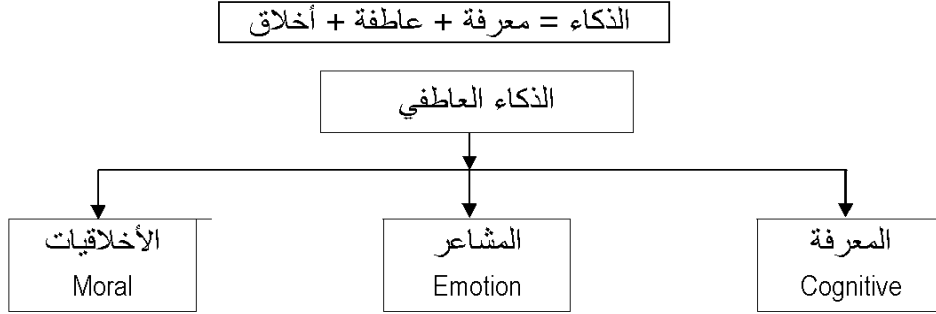 الذكاء = معرفة + عاطفة + أخلاق
الذكاء العاطفي
المعرفة
Cognitive
المشاعر
Emotion
الأخلاقيات
Moral